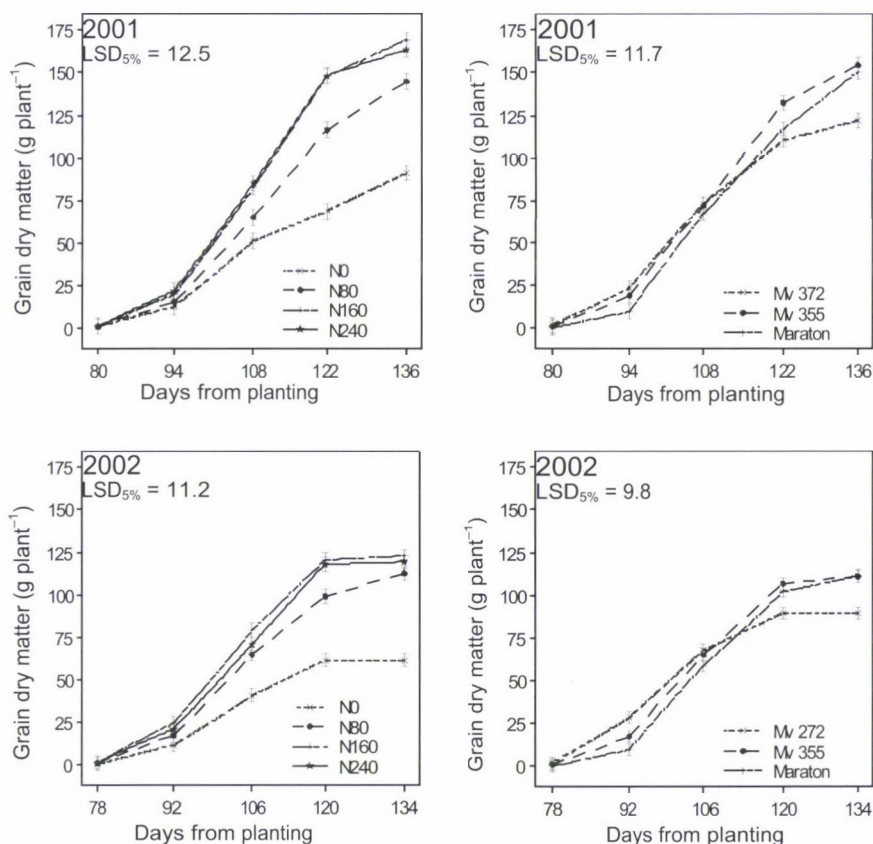 2001
LSD5% = 12.5
Grain dry matter (g plant⁻¹)
175
150
125
100
75
50
25
0
N0
N80
N160
N240
80 94 108 122 136
Days from planting
2001
LSD5% = 11.7
Grain dry matter (g plant⁻¹)
175
150
125
100
75
50
25
0
Mv 372
Mv 355
Maraton
80 94 108 122 136
Days from planting
2002
LSD5% = 11.2
Grain dry matter (g plant⁻¹)
175
150
125
100
75
50
25
0
N0
N80
N160
N240
78 92 106 120 134
Days from planting
2002
LSD5% = 9.8
Grain dry matter (g plant⁻¹)
175
150
125
100
75
50
25
0
Mv 272
Mv 355
Maraton
78 92 106 120 134
Days from planting